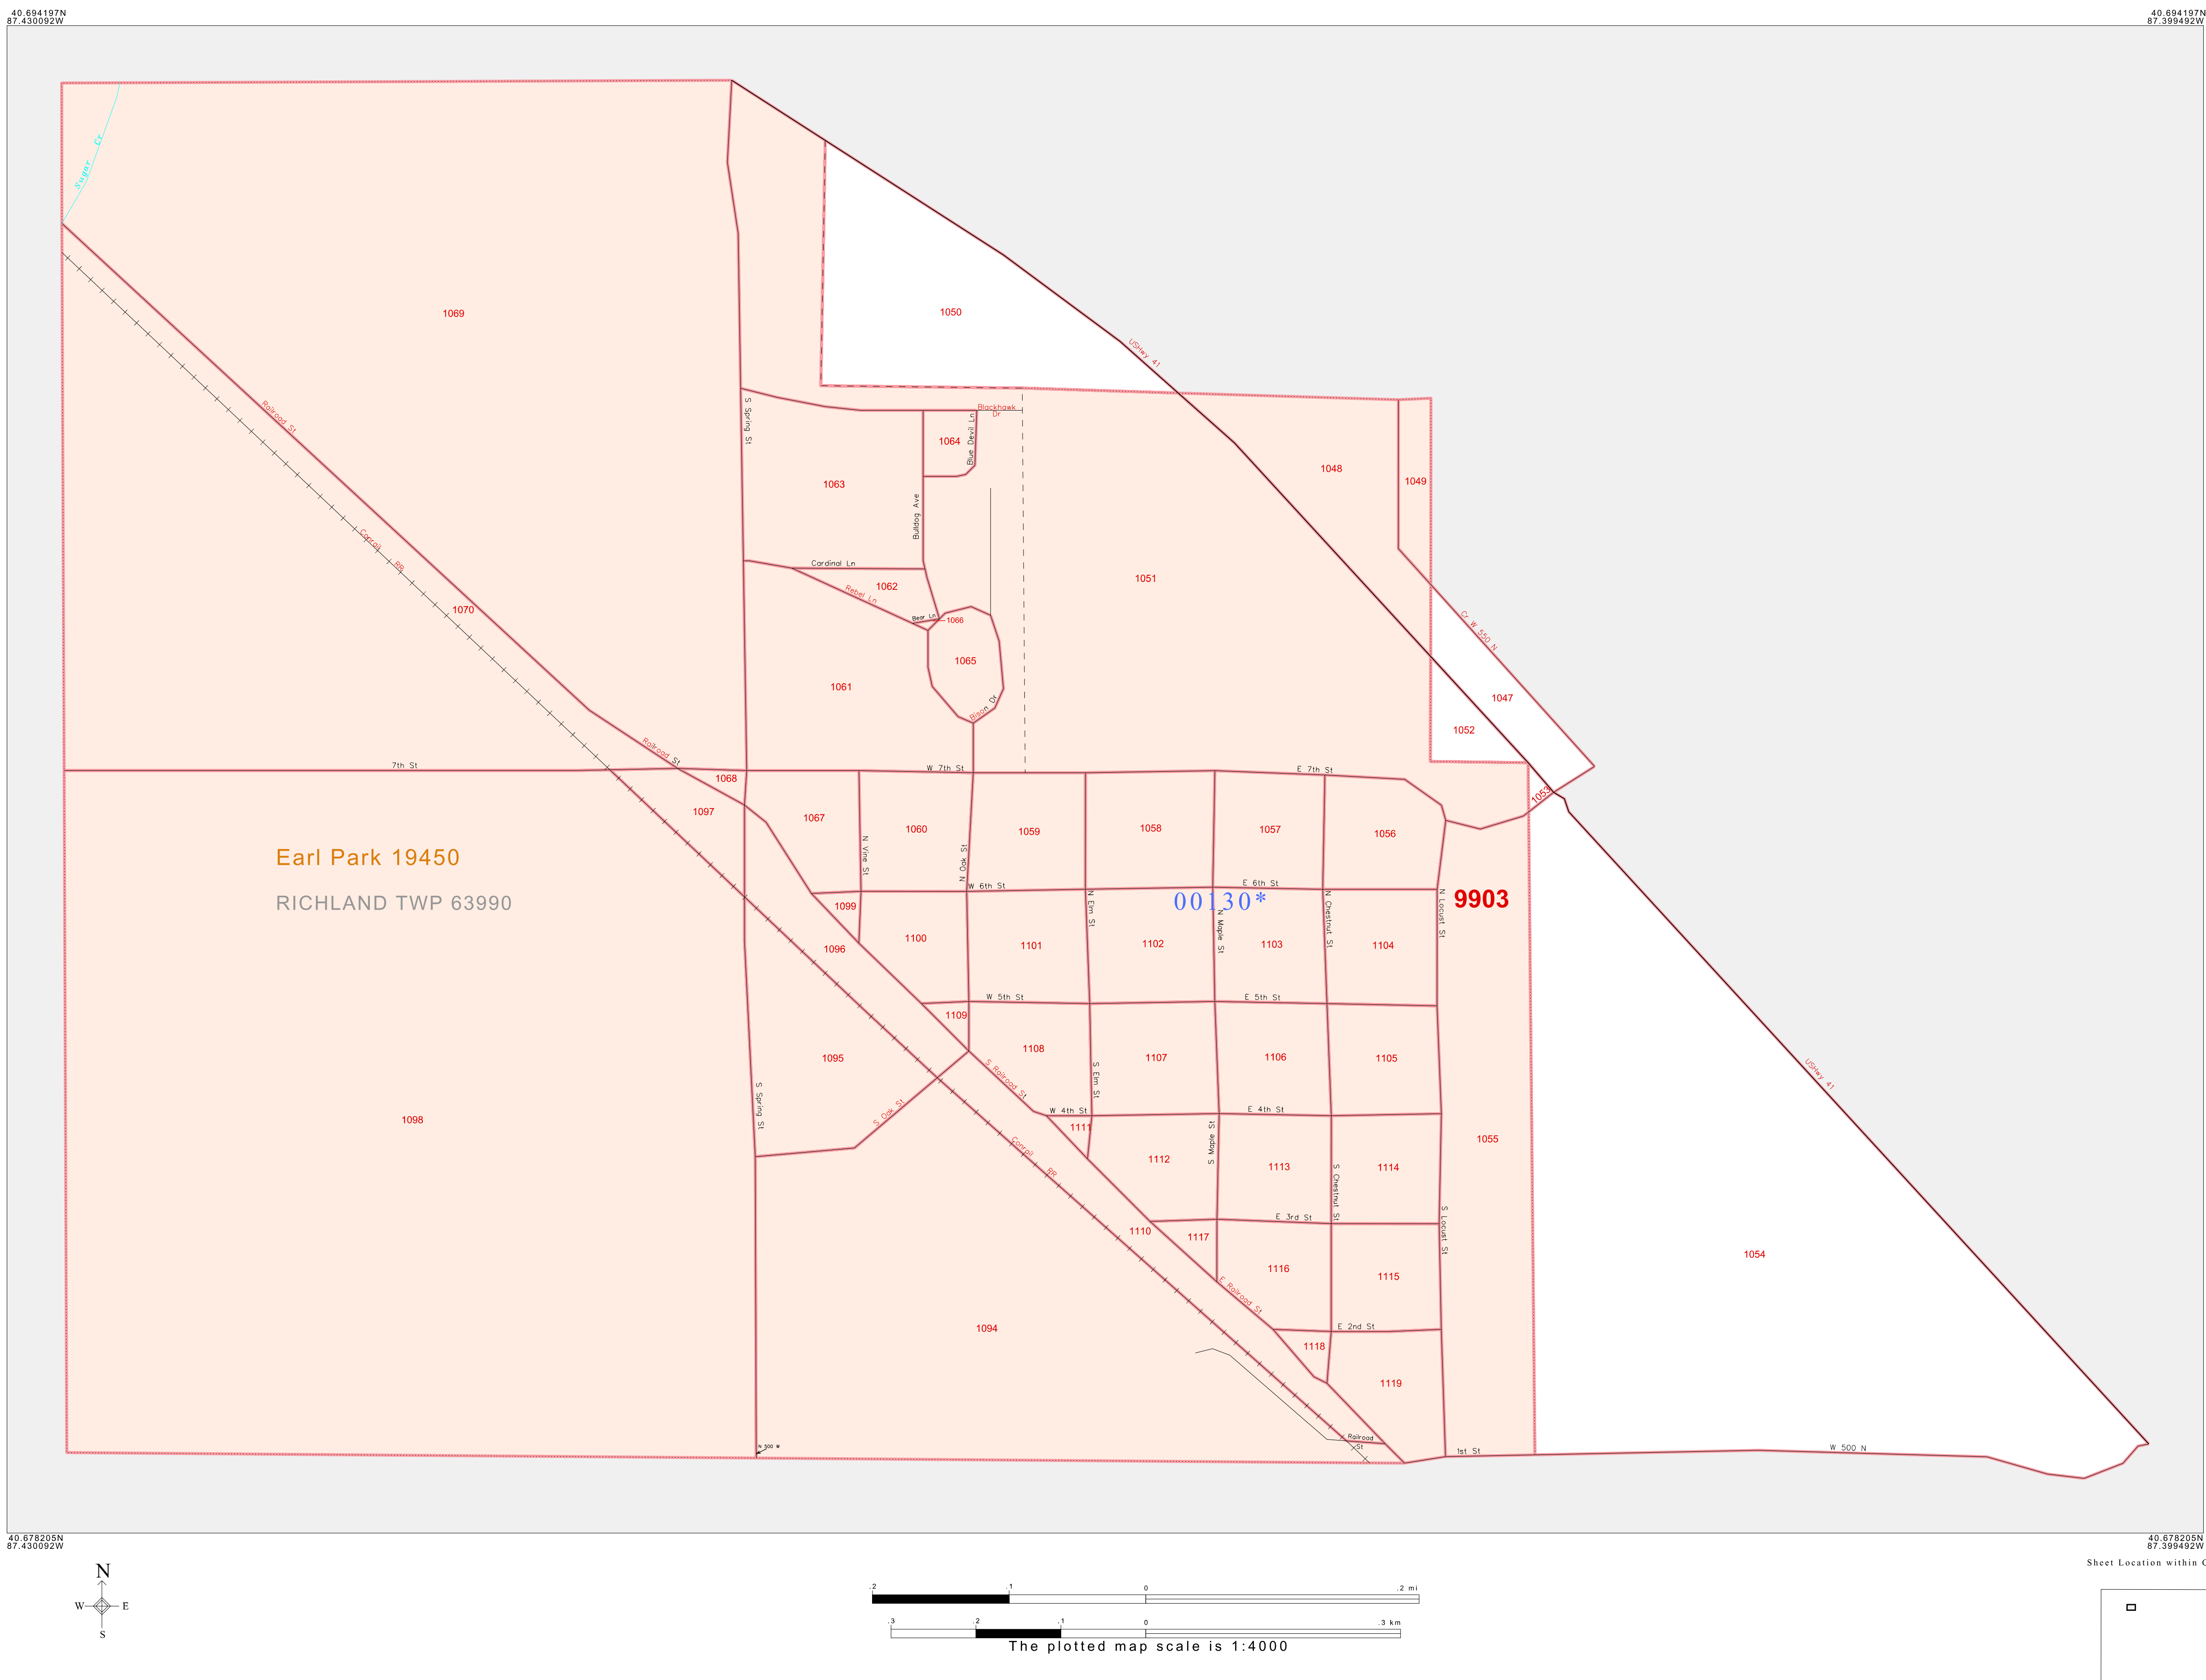 40.694197N
87.430092W
40.694197N
87.399492W
Sugar Cr
1069
1050
USHwy 41
Railroad St
S Spring St
Blackhawk
Dr
Blue Devil Ln
1064
1063
Bulldog Ave
1048
1049
Conrail RR
1070
Cardinal Ln
1062
Rebel Ln
Bear Ln
1066
1051
1065
1061
Bison Dr
Cr W 550 N
1047
1052
Railroad St
7th St
W 7th St
E 7th St
1068
1053
1097
1067
1060
1059
1058
1057
1056
N Vine St
N Oak St
Earl Park 19450
RICHLAND TWP 63990
W 6th St
E 6th St
00130*
9903
1099
N Elm St
N Maple St
N Chestnut St
N Locust St
1096
1100
1101
1102
1103
1104
W 5th St
E 5th St
1109
1095
1108
1107
1106
1105
S Railroad St
S Elm St
USHwy 41
S Spring St
S Oak St
W 4th St
E 4th St
1098
1111
1055
Conrail RR
1112
S Maple St
1113
1114
S Chestnut St
E 3rd St
S Locust St
1110
1117
1054
1116
1115
E Railroad St
1094
E 2nd St
1118
1119
Railroad
St
N 500 W
1st St
W 500 N
40.678205N
87.430092W
40.678205N
87.399492W
Sheet Location within C
N
W E
S
.2 .1 0 .2 mi
.3 .2 .1 0 .3 km
The plotted map scale is 1:4000